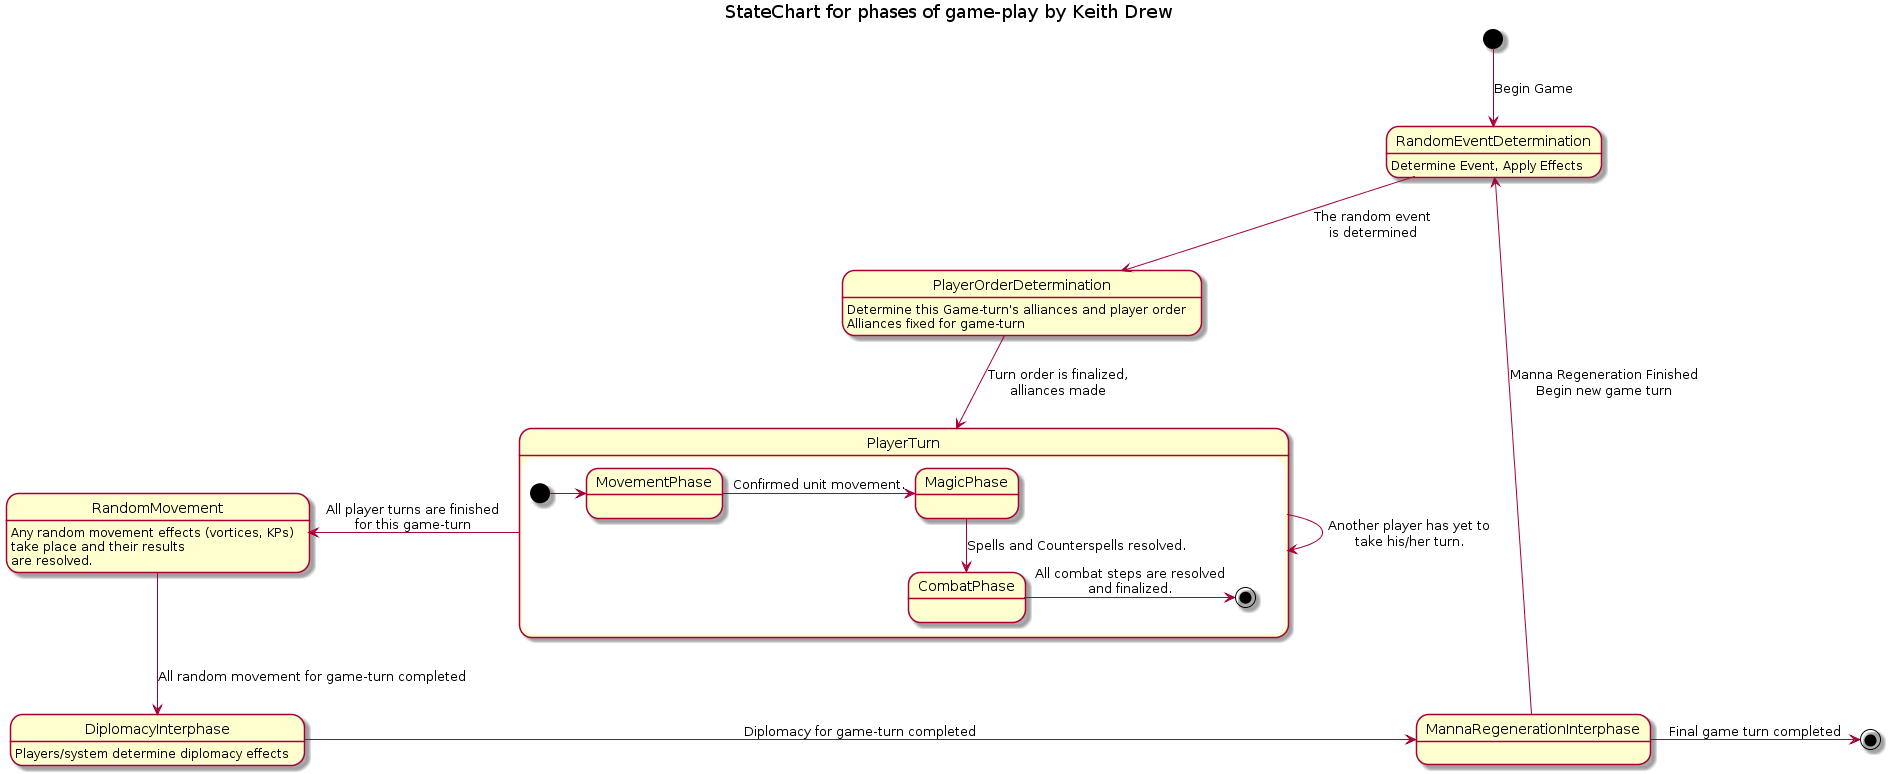 StateChart for phases of game-play by Keith Drew
Begin Game
RandomEventDetermination
Determine Event, Apply Effects
The random event
is determined
PlayerOrderDetermination
Determine this Game-turn's alliances and player order
Alliances fixed for game-turn
Turn order is finalized,
alliances made
Manna Regeneration Finished
Begin new game turn
PlayerTurn
MovementPhase
Confirmed unit movement.
MagicPhase
Spells and Counterspells resolved.
CombatPhase
All combat steps are resolved
and finalized.
Another player has yet to
take his/her turn.
All player turns are finished
for this game-turn
RandomMovement
Any random movement effects (vortices, KPs)
take place and their results
are resolved.
All random movement for game-turn completed
DiplomacyInterphase
Players/system determine diplomacy effects
Diplomacy for game-turn completed
MannaRegenerationInterphase
Final game turn completed